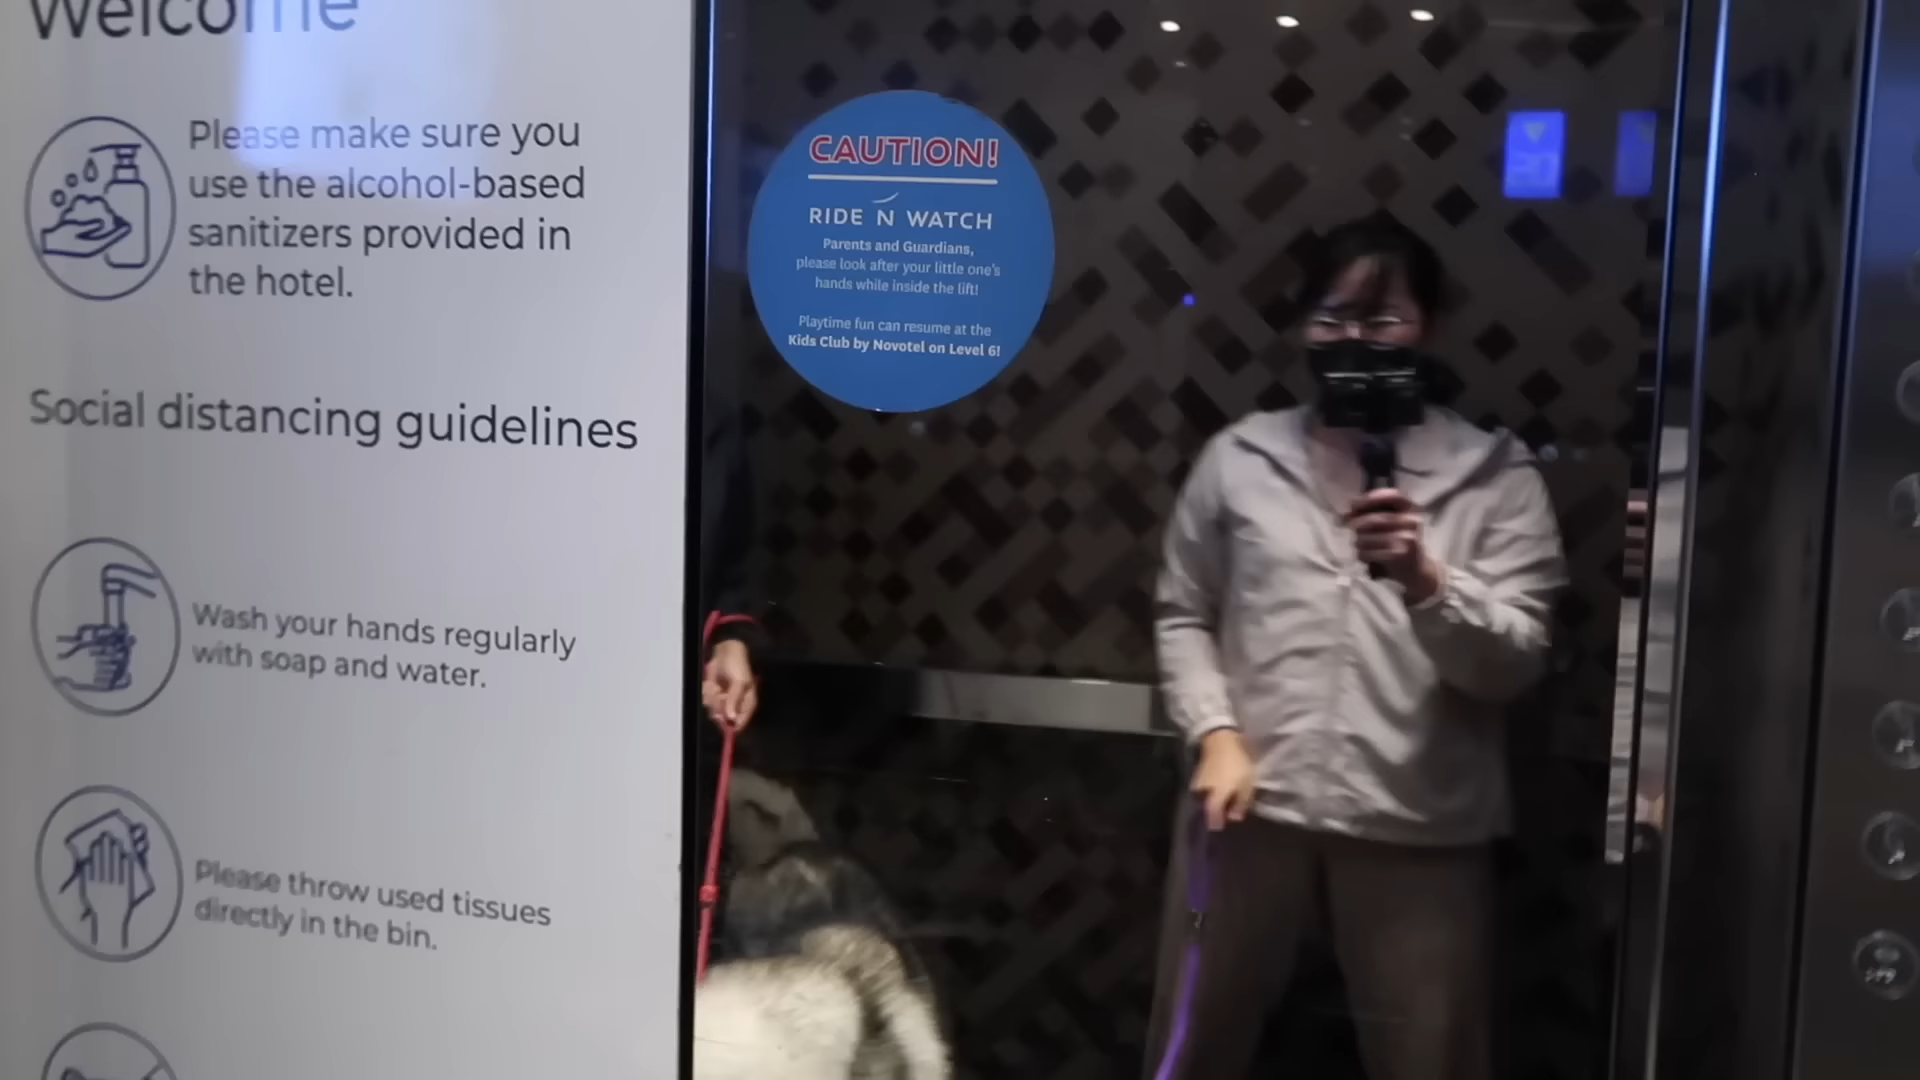 Welcome
Please make sure you
use the alcohol-based
sanitizers provided in
the hotel.
Social distancing guidelines
Wash your hands regularly
with soap and water.
Please throw used tissues
directly in the bin.
CAUTION!
RIDE N WATCH
Parents and Guardians,
please look after your little one's
hands while inside the lift!
Playtime fun can resume at the
Kids Club by Novotel on Level 6!